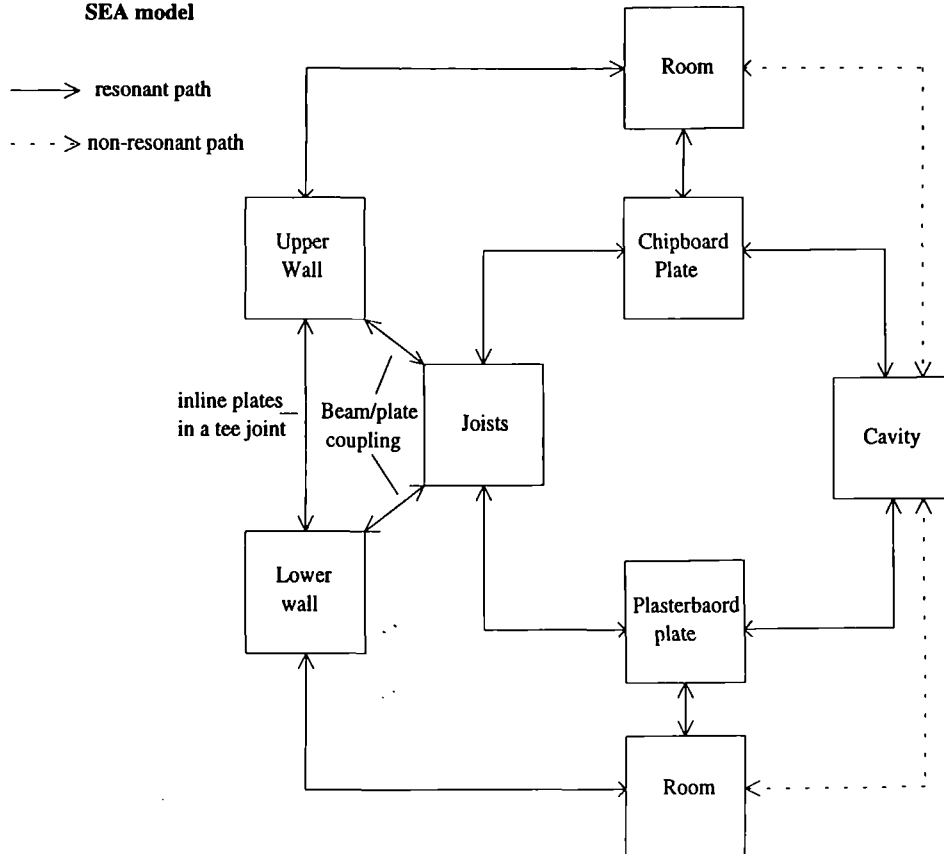 SEA model
resonant path
non-resonant path
Room
Upper
Wall
Chipboard
Plate
inline plates
in a tee joint
Beam/plate
coupling
Joists
Cavity
Lower
wall
Plasterbaord
plate
Room